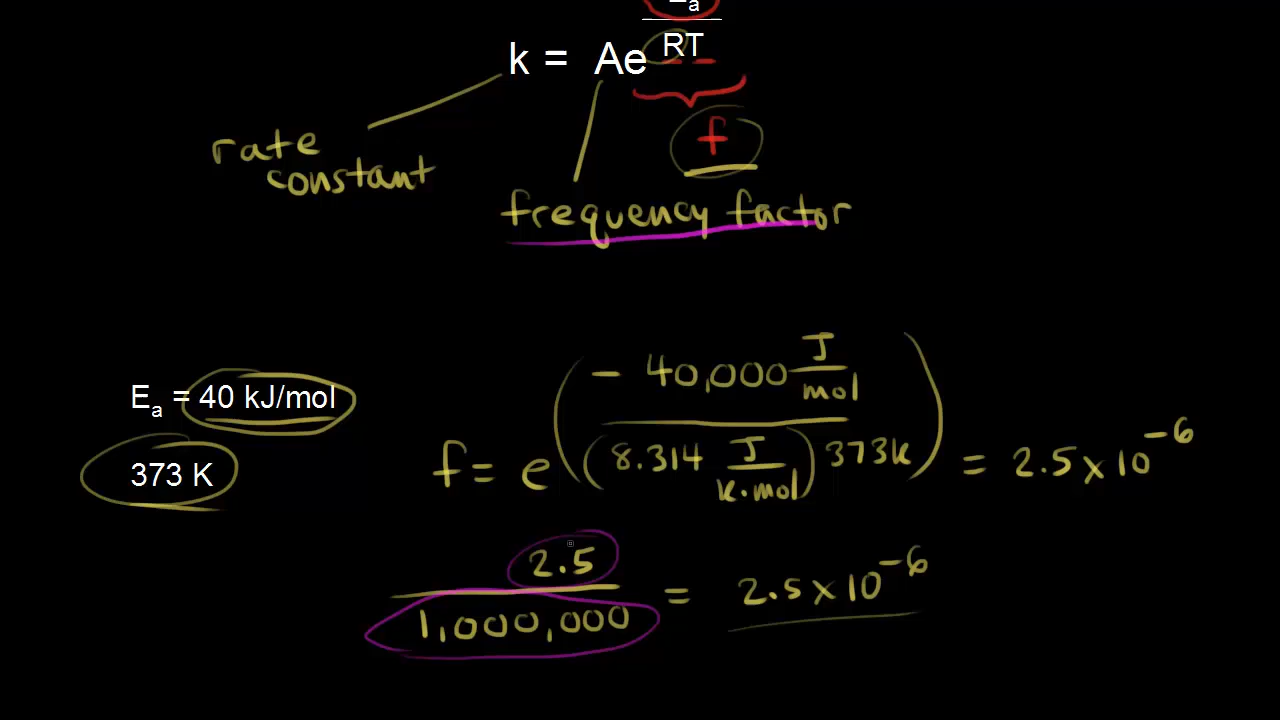 a
k = Ae RT
f
rate
constant
frequency factor
Ea = 40 kJ/mol
373 K
f = e ( - 40,000 J/mol / (8.314 J/K·mol) 373K ) = 2.5 x 10^-6
2.5 / 1,000,000 = 2.5 x 10^-6